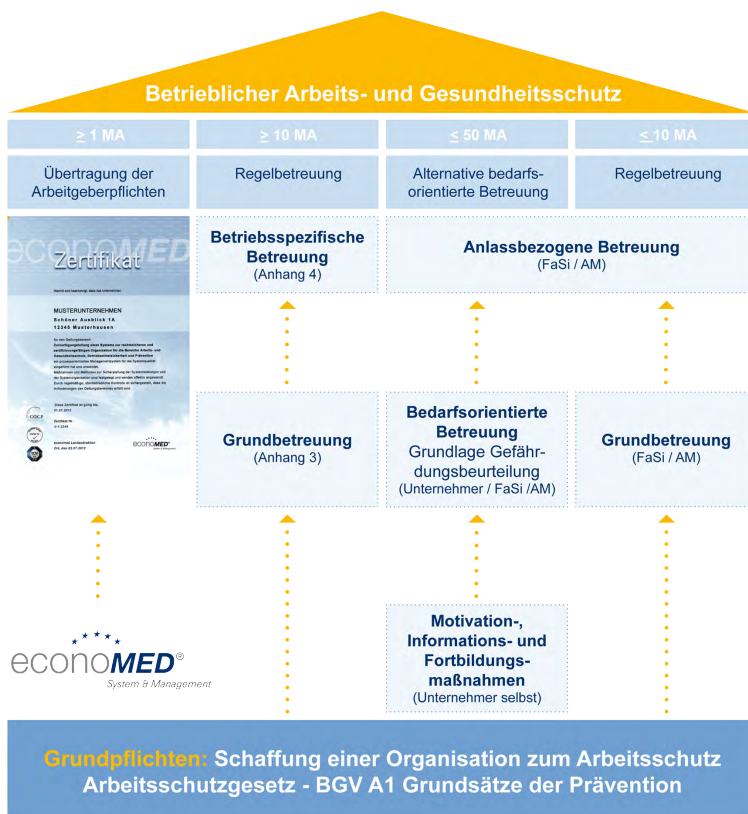 Betrieblicher Arbeits- und Gesundheitsschutz
≥ 1 MA
≥ 10 MA
≤ 50 MA
≤ 10 MA
Übertragung der
Arbeitgeberpflichten
Regelbetreuung
Alternative bedarfs-
orientierte Betreuung
Regelbetreuung
econoMED
Zertifikat
MUSTERUNTERNEHMEN
Schöner Ausblick 1A
12345 Musterhausen
Betriebsspezifische
Betreuung
(Anhang 4)
Anlassbezogene Betreuung
(FaSi / AM)
Grundbetreuung
(Anhang 3)
Bedarfsorientierte
Betreuung
Grundlage Gefähr-
dungsbeurteilung
(Unternehmer / FaSi /AM)
Grundbetreuung
(FaSi / AM)
econoMED
econoMED®
System & Management
Motivation-,
Informations- und
Fortbildungs-
maßnahmen
(Unternehmer selbst)
Grundpflichten: Schaffung einer Organisation zum Arbeitsschutz
Arbeitsschutzgesetz - BGV A1 Grundsätze der Prävention